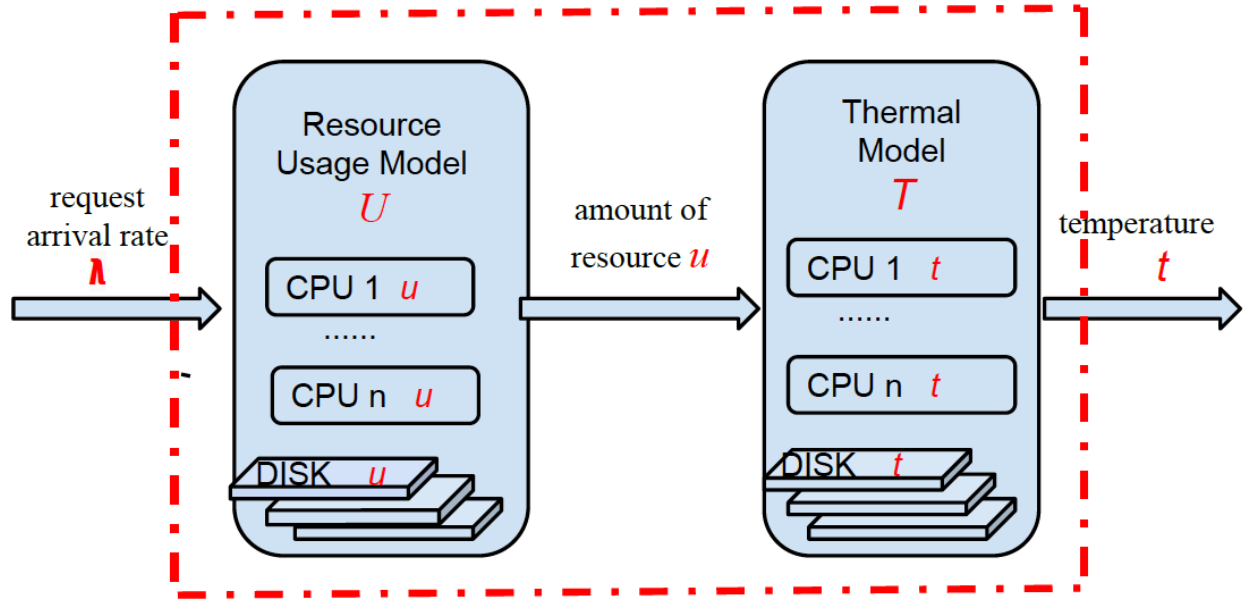 request
arrival rate
λ
Resource
Usage Model
U
CPU 1 u
......
CPU n u
DISK u
amount of
resource u
Thermal
Model
T
CPU 1 t
......
CPU n t
DISK t
temperature
t